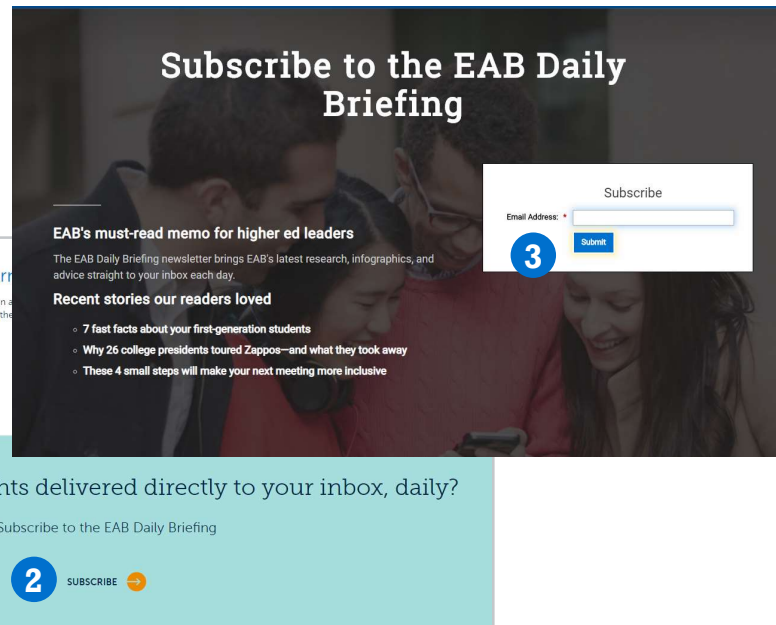 Subscribe to the EAB Daily
Briefing
Subscribe
Email Address: *
Submit
3
EAB's must-read memo for higher ed leaders
The EAB Daily Briefing newsletter brings EAB's latest research, infographics, and
advice straight to your inbox each day.
Recent stories our readers loved
7 fast facts about your first-generation students
Why 26 college presidents toured Zappos—and what they took away
These 4 small steps will make your next meeting more inclusive
delivered directly to your inbox, daily?
Subscribe to the EAB Daily Briefing
2
SUBSCRIBE